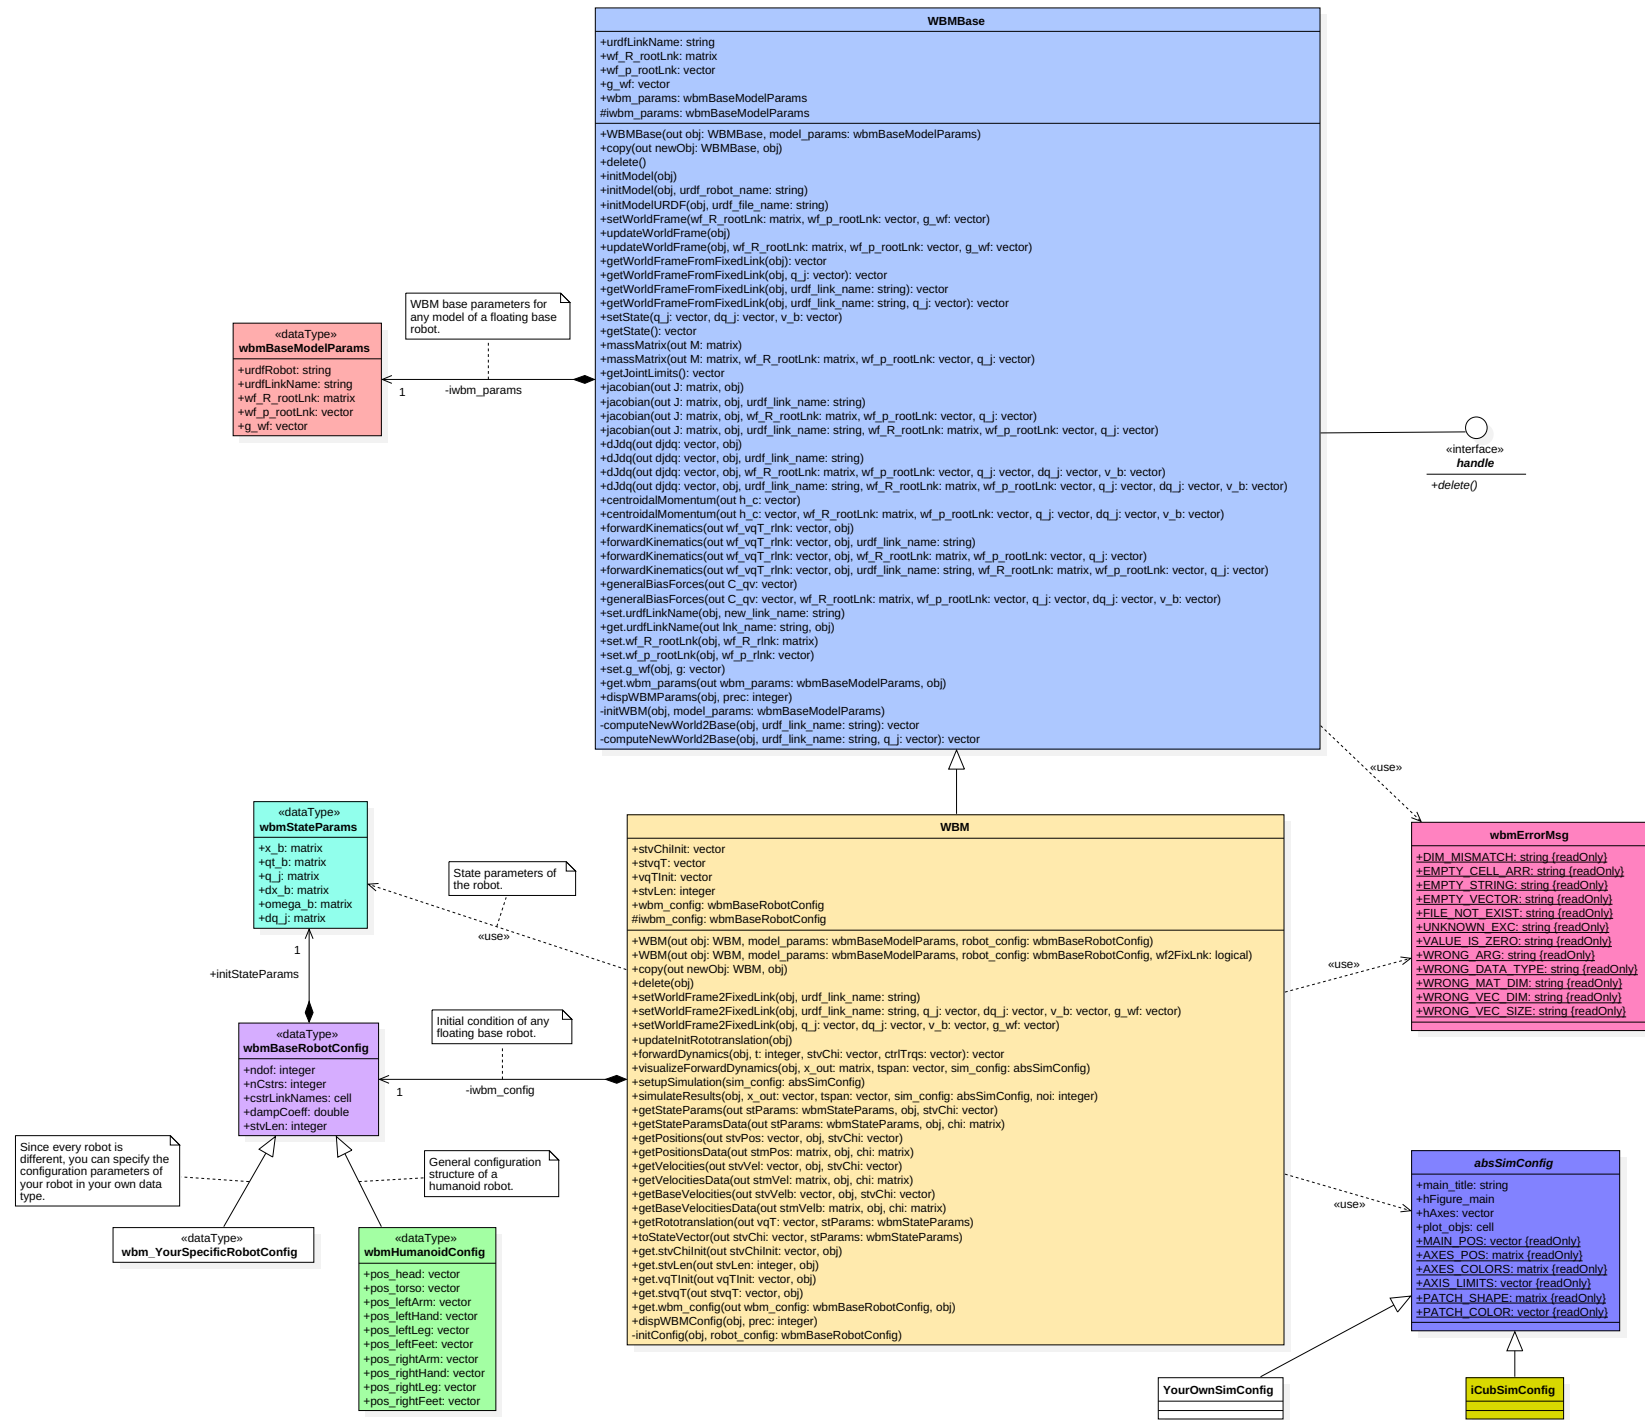 WBMBase
+urdfLinkName: string
+wf_R_rootLnk: matrix
+wf_p_rootLnk: vector
+g_wf: vector
+wbm_params: wbmBaseModelParams
#iwbm_params: wbmBaseModelParams
+WBMBase(out obj: WBMBase, model_params: wbmBaseModelParams)
+copy(out newObj: WBMBase, obj)
+delete()
+initModel(obj)
+initModel(obj, urdf_robot_name: string)
+initModelURDF(obj, urdf_file_name: string)
+setWorldFrame(wf_R_rootLnk: matrix, wf_p_rootLnk: vector, g_wf: vector)
+updateWorldFrame(obj)
+updateWorldFrame(obj, wf_R_rootLnk: matrix, wf_p_rootLnk: vector, g_wf: vector)
+getWorldFrameFromFixedLink(obj): vector
+getWorldFrameFromFixedLink(obj, q_j: vector): vector
+getWorldFrameFromFixedLink(obj, urdf_link_name: string): vector
+getWorldFrameFromFixedLink(obj, urdf_link_name: string, q_j: vector): vector
+setState(q_j: vector, dq_j: vector, v_b: vector)
+getState(): vector
+massMatrix(out M: matrix)
+massMatrix(out M: matrix, wf_R_rootLnk: matrix, wf_p_rootLnk: vector, q_j: vector)
+getJointLimits(): vector
+jacobian(out J: matrix, obj)
+jacobian(out J: matrix, obj, urdf_link_name: string)
+jacobian(out J: matrix, obj, wf_R_rootLnk: matrix, wf_p_rootLnk: vector, q_j: vector)
+jacobian(out J: matrix, obj, urdf_link_name: string, wf_R_rootLnk: matrix, wf_p_rootLnk: vector, q_j: vector)
+dJdq(out djdq: vector, obj)
+dJdq(out djdq: vector, obj, urdf_link_name: string)
+dJdq(out djdq: vector, obj, wf_R_rootLnk: matrix, wf_p_rootLnk: vector, q_j: vector, dq_j: vector, v_b: vector)
+dJdq(out djdq: vector, obj, urdf_link_name: string, wf_R_rootLnk: matrix, wf_p_rootLnk: vector, q_j: vector, dq_j: vector, v_b: vector)
+centroidalMomentum(out h_c: vector)
+centroidalMomentum(out h_c: vector, wf_R_rootLnk: matrix, wf_p_rootLnk: vector, q_j: vector, dq_j: vector, v_b: vector)
+forwardKinematics(out wf_vqT_rlnk: vector, obj)
+forwardKinematics(out wf_vqT_rlnk: vector, obj, urdf_link_name: string)
+forwardKinematics(out wf_vqT_rlnk: vector, obj, wf_R_rootLnk: matrix, wf_p_rootLnk: vector, q_j: vector)
+forwardKinematics(out wf_vqT_rlnk: vector, obj, urdf_link_name: string, wf_R_rootLnk: matrix, wf_p_rootLnk: vector, q_j: vector)
+generalBiasForces(out C_qv: vector)
+generalBiasForces(out C_qv: vector, wf_R_rootLnk: matrix, wf_p_rootLnk: vector, q_j: vector, dq_j: vector, v_b: vector)
+set.urdfLinkName(obj, new_link_name: string)
+get.urdfLinkName(out lnk_name: string, obj)
+set.wf_R_rootLnk(obj, wf_R_rlnk: matrix)
+set.wf_p_rootLnk(obj, wf_p_rlnk: vector)
+set.g_wf(obj, g: vector)
+get.wbm_params(out wbm_params: wbmBaseModelParams, obj)
+dispWBMParams(obj, prec: integer)
-initWBM(obj, model_params: wbmBaseModelParams)
-computeNewWorld2Base(obj, urdf_link_name: string): vector
-computeNewWorld2Base(obj, urdf_link_name: string, q_j: vector): vector
WBM base parameters for
any model of a floating base
robot.
«dataType»
wbmBaseModelParams
+urdfRobot: string
+urdfLinkName: string
+wf_R_rootLnk: matrix
+wf_p_rootLnk: vector
+g_wf: vector
1
-iwbm_params
«interface»
handle
+delete()
«use»
«dataType»
wbmStateParams
+x_b: matrix
+qt_b: matrix
+q_j: matrix
+dx_b: matrix
+omega_b: matrix
+dq_j: matrix
State parameters of
the robot.
«use»
1
+initStateParams
WBM
+stvChiInit: vector
+stvqT: vector
+vqTInit: vector
+stvLen: integer
+wbm_config: wbmBaseRobotConfig
#iwbm_config: wbmBaseRobotConfig
+WBM(out obj: WBM, model_params: wbmBaseModelParams, robot_config: wbmBaseRobotConfig)
+WBM(out obj: WBM, model_params: wbmBaseModelParams, robot_config: wbmBaseRobotConfig, wf2FixLnk: logical)
+copy(out newObj: WBM, obj)
+delete(obj)
+setWorldFrame2FixedLink(obj, urdf_link_name: string)
+setWorldFrame2FixedLink(obj, urdf_link_name: string, q_j: vector, dq_j: vector, v_b: vector, g_wf: vector)
+setWorldFrame2FixedLink(obj, q_j: vector, dq_j: vector, v_b: vector, g_wf: vector)
+updateInitRototranslation(obj)
+forwardDynamics(obj, t: integer, stvChi: vector, ctrlTrqs: vector): vector
+visualizeForwardDynamics(obj, x_out: matrix, tspan: vector, sim_config: absSimConfig)
+setupSimulation(sim_config: absSimConfig)
+simulateResults(obj, x_out: vector, tspan: vector, sim_config: absSimConfig, noi: integer)
+getStateParams(out stParams: wbmStateParams, obj, stvChi: vector)
+getStateParamsData(out stParams: wbmStateParams, obj, chi: matrix)
+getPositions(out stvPos: vector, obj, stvChi: vector)
+getPositionsData(out stmPos: matrix, obj, chi: matrix)
+getVelocities(out stvVel: vector, obj, stvChi: vector)
+getVelocitiesData(out stmVel: matrix, obj, chi: matrix)
+getBaseVelocities(out stvVelb: vector, obj, stvChi: vector)
+getBaseVelocitiesData(out stmVelb: matrix, obj, chi: matrix)
+getRototranslation(out vqT: vector, stParams: wbmStateParams)
+toStateVector(out stvChi: vector, stParams: wbmStateParams)
+get.stvChiInit(out stvChiInit: vector, obj)
+get.stvLen(out stvLen: integer, obj)
+get.vqTInit(out vqTInit: vector, obj)
+get.stvqT(out stvqT: vector, obj)
+get.wbm_config(out wbm_config: wbmBaseRobotConfig, obj)
+dispWBMConfig(obj, prec: integer)
-initConfig(obj, robot_config: wbmBaseRobotConfig)
wbmErrorMsg
+DIM_MISMATCH: string {readOnly}
+EMPTY_CELL_ARR: string {readOnly}
+EMPTY_STRING: string {readOnly}
+EMPTY_VECTOR: string {readOnly}
+FILE_NOT_EXIST: string {readOnly}
+UNKNOWN_EXC: string {readOnly}
+VALUE_IS_ZERO: string {readOnly}
+WRONG_ARG: string {readOnly}
+WRONG_DATA_TYPE: string {readOnly}
+WRONG_MAT_DIM: string {readOnly}
+WRONG_VEC_DIM: string {readOnly}
+WRONG_VEC_SIZE: string {readOnly}
«use»
«dataType»
wbmBaseRobotConfig
+ndof: integer
+nCstrs: integer
+cstrLinkNames: cell
+dampCoeff: double
+stvLen: integer
Initial condition of any
floating base robot.
1
-iwbm_config
Since every robot is
different, you can specify the
configuration parameters of
your robot in your own data
type.
General configuration
structure of a
humanoid robot.
«dataType»
wbm_YourSpecificRobotConfig
«dataType»
wbmHumanoidConfig
+pos_head: vector
+pos_torso: vector
+pos_leftArm: vector
+pos_leftHand: vector
+pos_leftLeg: vector
+pos_leftFeet: vector
+pos_rightArm: vector
+pos_rightHand: vector
+pos_rightLeg: vector
+pos_rightFeet: vector
«use»
absSimConfig
+main_title: string
+hFigure_main
+hAxes: vector
+plot_objs: cell
+MAIN_POS: vector {readOnly}
+AXES_POS: matrix {readOnly}
+AXES_COLORS: matrix {readOnly}
+AXIS_LIMITS: vector {readOnly}
+PATCH_SHAPE: matrix {readOnly}
+PATCH_COLOR: vector {readOnly}
YourOwnSimConfig
iCubSimConfig